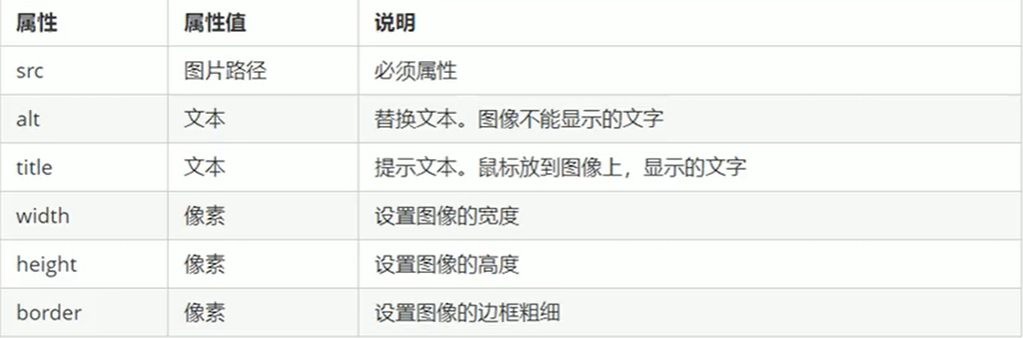 属性 属性值 说明
src 图片路径 必须属性
alt 文本 替换文本。图像不能显示的文字
title 文本 提示文本。鼠标放到图像上，显示的文字
width 像素 设置图像的宽度
height 像素 设置图像的高度
border 像素 设置图像的边框粗细